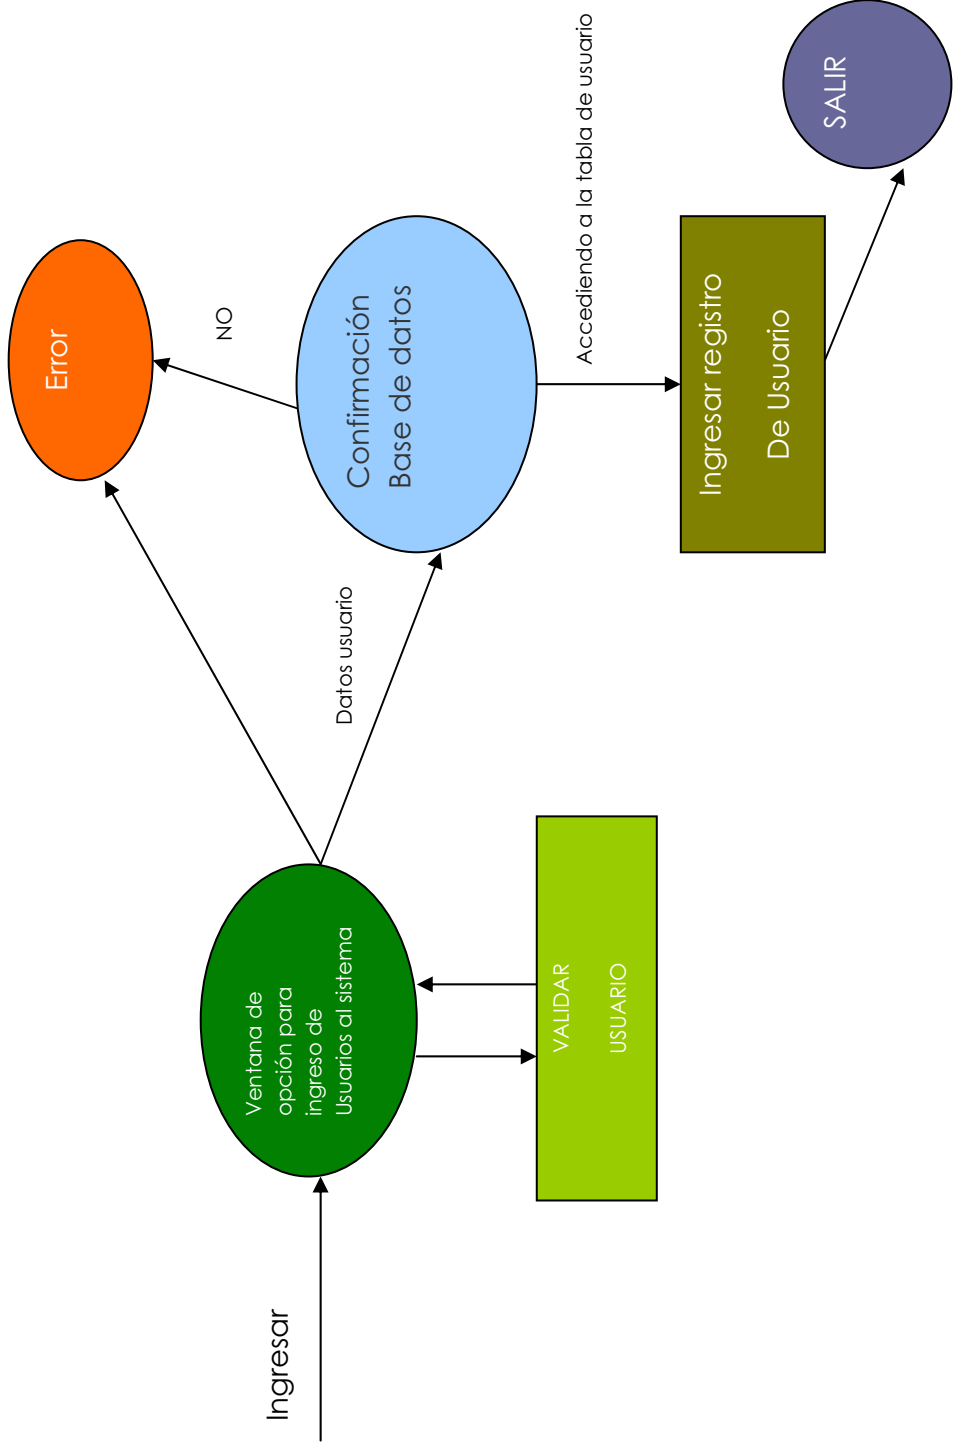 Ingresar
Ventana de
opción para
ingreso de
Usuarios al sistema
VALIDAR
USUARIO
Datos usuario
Error
NO
Confirmación
Base de datos
Accediendo a la tabla de usuario
Ingresar registro
De Usuario
SALIR